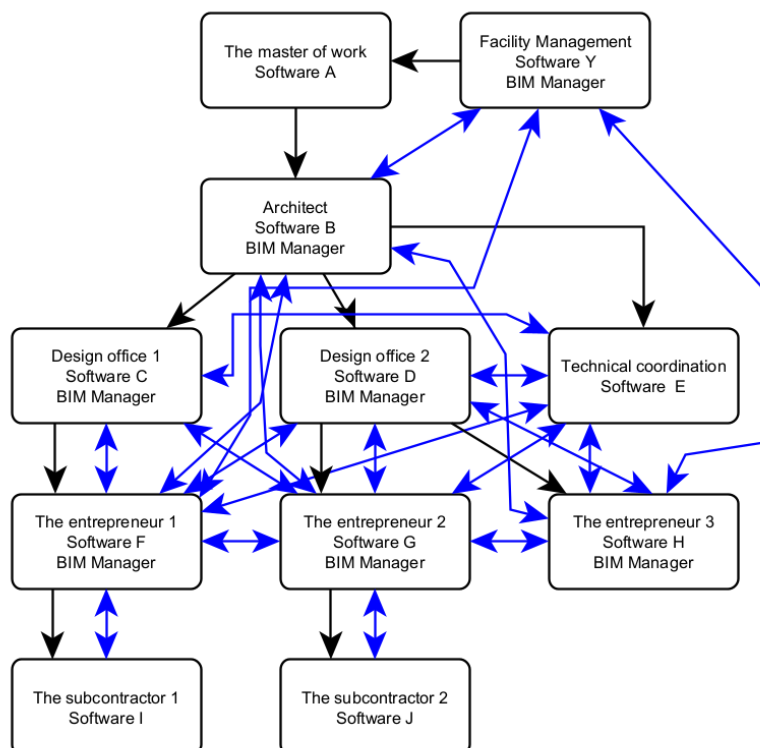 The master of work
Software A
Facility Management
Software Y
BIM Manager
Architect
Software B
BIM Manager
Design office 1
Software C
BIM Manager
Design office 2
Software D
BIM Manager
Technical coordination
Software  E
The entrepreneur 1
Software F
BIM Manager
The entrepreneur 2
Software G
BIM Manager
The entrepreneur 3
Software H
BIM Manager
The subcontractor 1
Software I
The subcontractor 2
Software J